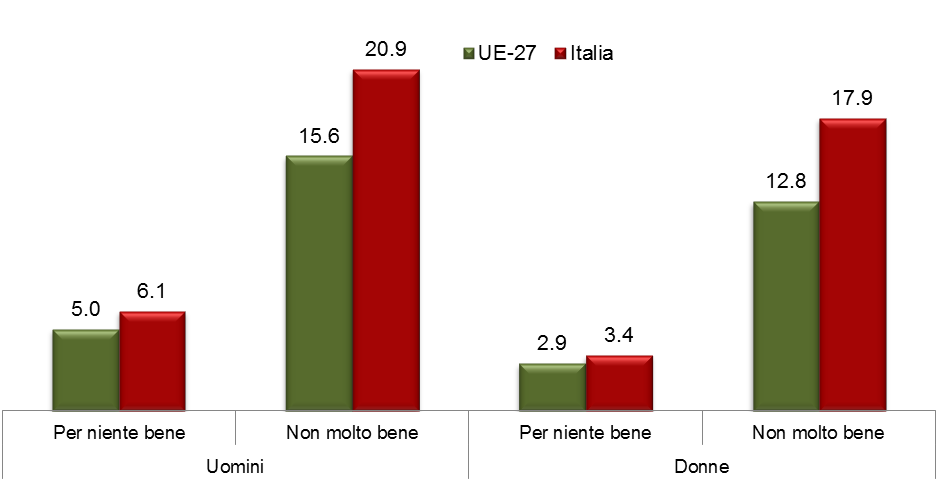 20.9
UE-27 Italia
17.9
15.6
12.8
6.1
5.0
3.4
2.9
Per niente bene Non molto bene Per niente bene Non molto bene
Uomini Donne